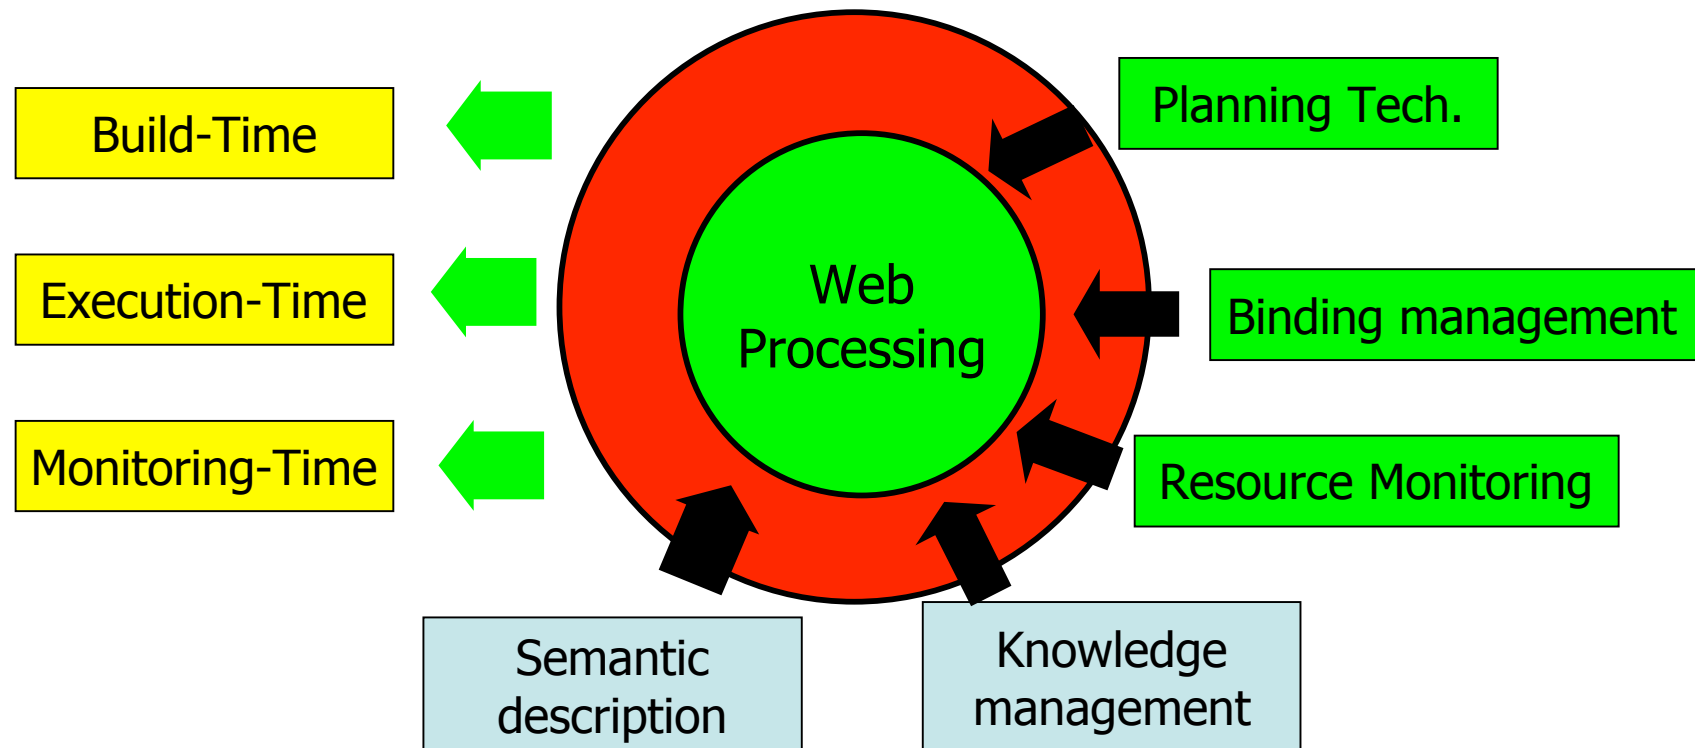 Build-Time
Execution-Time
Monitoring-Time
Web
Processing
Planning Tech.
Binding management
Resource Monitoring
Semantic
description
Knowledge
management